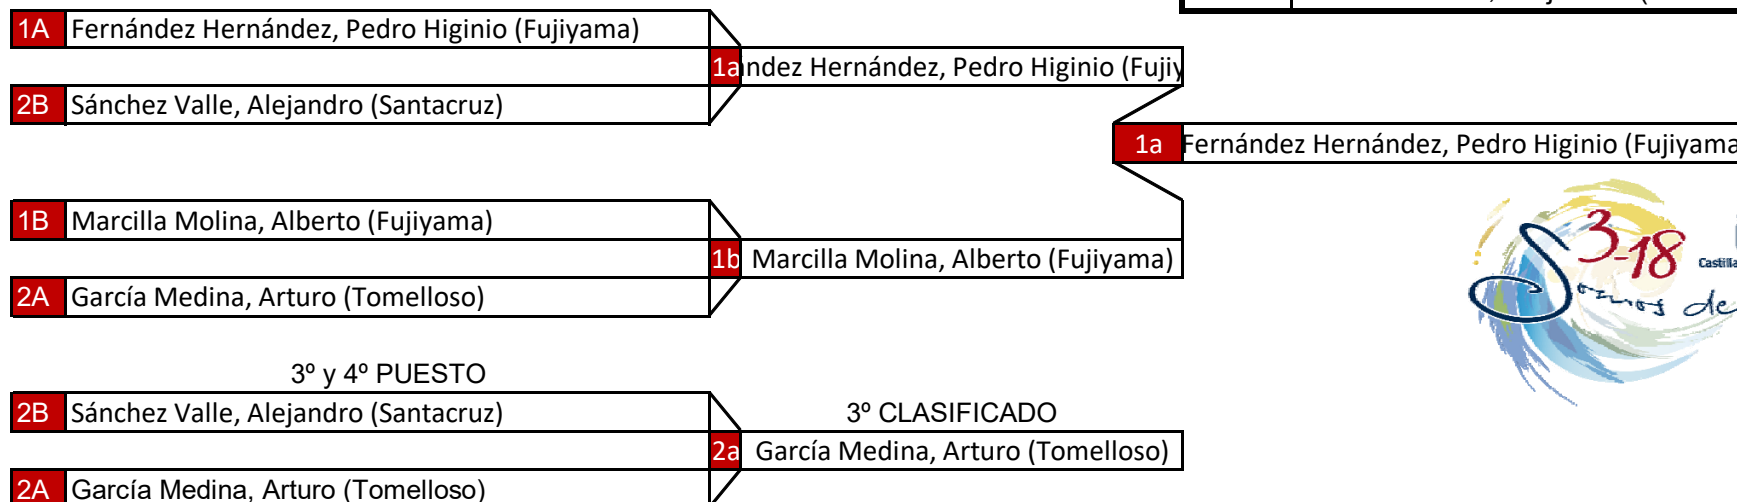 1A Fernández Hernández, Pedro Higinio (Fujiyama)
1a ndez Hernández, Pedro Higinio (Fujiy
2B Sánchez Valle, Alejandro (Santacruz)
1a Fernández Hernández, Pedro Higinio (Fujiyama
1B Marcilla Molina, Alberto (Fujiyama)
1b Marcilla Molina, Alberto (Fujiyama)
2A García Medina, Arturo (Tomelloso)
3-18
Castilla
Somos de
3º y 4º PUESTO
2B Sánchez Valle, Alejandro (Santacruz)
3º CLASIFICADO
2a García Medina, Arturo (Tomelloso)
2A García Medina, Arturo (Tomelloso)